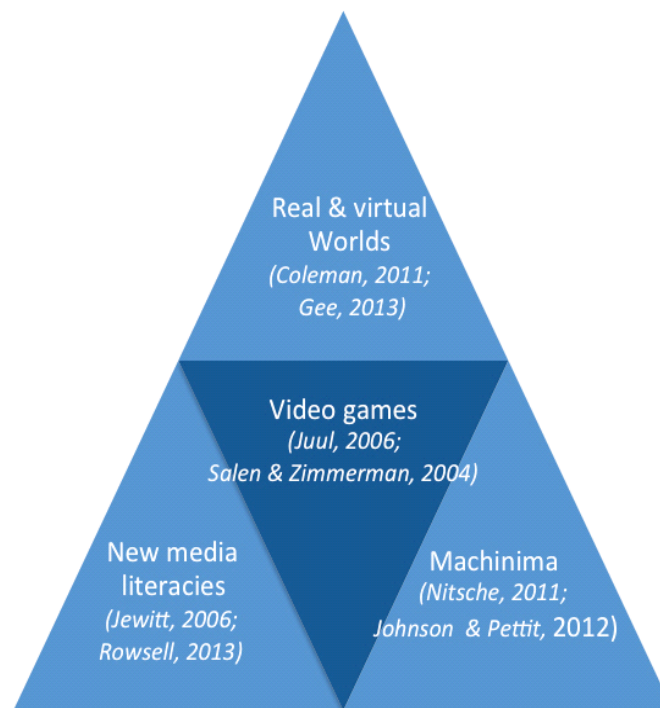 Real & virtual
Worlds
(Coleman, 2011;
Gee, 2013)
Video games
(Juul, 2006;
Salen & Zimmerman, 2004)
New media
literacies
(Jewitt, 2006;
Rowsell, 2013)
Machinima
(Nitsche, 2011;
Johnson & Pettit, 2012)